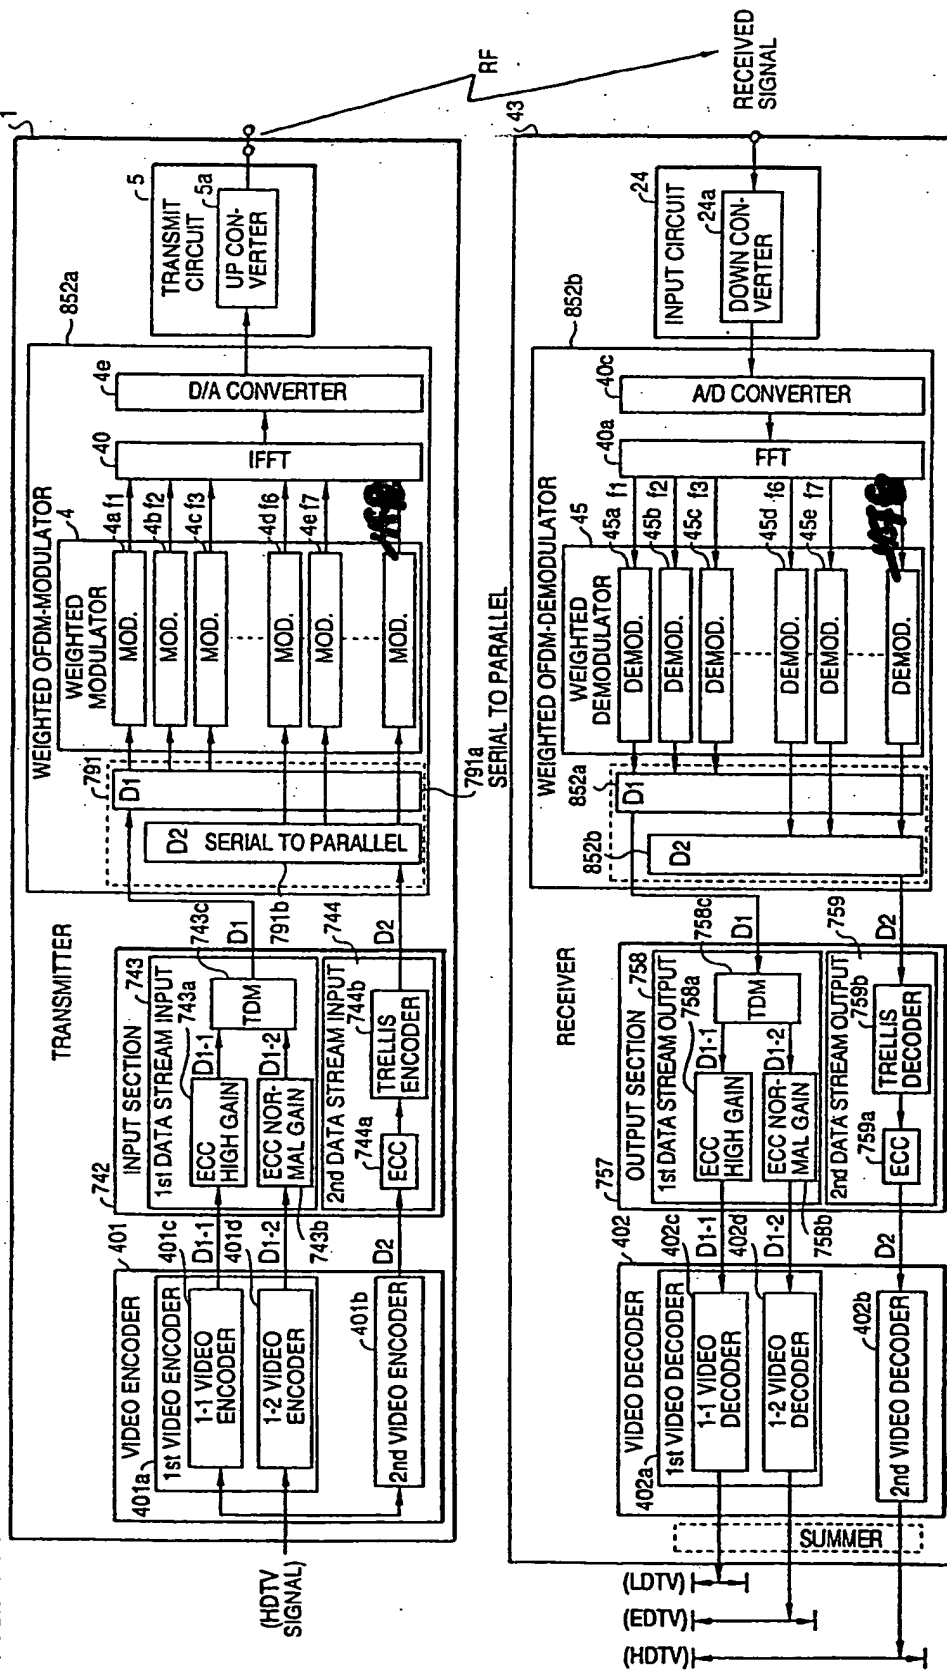 TRANSMITTER
1
(HDTV
SIGNAL)
401
VIDEO ENCODER
401a
1st VIDEO ENCODER
401c
1-1 VIDEO
ENCODER
401d
1-2 VIDEO
ENCODER
401b
2nd VIDEO ENCODER
D1-1
D1-2
D2
742
INPUT SECTION
743
1st DATA STREAM INPUT
743a
ECC
HIGH GAIN
ECC NOR-
MAL GAIN
743b
D1-1
D1-2
743c
TDM
D1
2nd DATA STREAM INPUT
744
744a
ECC
744b
TRELLIS
ENCODER
D2
WEIGHTED OFDM-MODULATOR
852a
791
D1
D2
SERIAL TO PARALLEL
791b
791a
SERIAL TO PARALLEL
WEIGHTED
MODULATOR
4
MOD.
MOD.
MOD.
MOD.
MOD.
MOD.
4a f1
4b f2
4c f3
4d f6
4e f7
40
IFFT
4e
D/A CONVERTER
5
TRANSMIT
CIRCUIT
5a
UP CON-
VERTER
RF
RECEIVED
SIGNAL
RECEIVER
43
24
INPUT CIRCUIT
24a
DOWN CON-
VERTER
WEIGHTED OFDM-DEMODULATOR
852b
40c
A/D CONVERTER
40a
FFT
45a f1
45b f2
45c f3
45d f6
45e f7
WEIGHTED
DEMODULATOR
45
DEMOD.
DEMOD.
DEMOD.
DEMOD.
DEMOD.
DEMOD.
852a
D1
852b
D2
D1
D2
757
OUTPUT SECTION
758
1st DATA STREAM OUTPUT
758a
758c
TDM
D1-1
D1-2
ECC
HIGH GAIN
ECC NOR-
MAL GAIN
758b
2nd DATA STREAM OUTPUT
759
759b
TRELLIS
DECODER
759a
ECC
D1-1
D1-2
D2
402
VIDEO DECODER
402a
1st VIDEO DECODER
402c
1-1 VIDEO
DECODER
402d
1-2 VIDEO
DECODER
402b
2nd VIDEO DECODER
SUMMER
(LDTV)
(EDTV)
(HDTV)